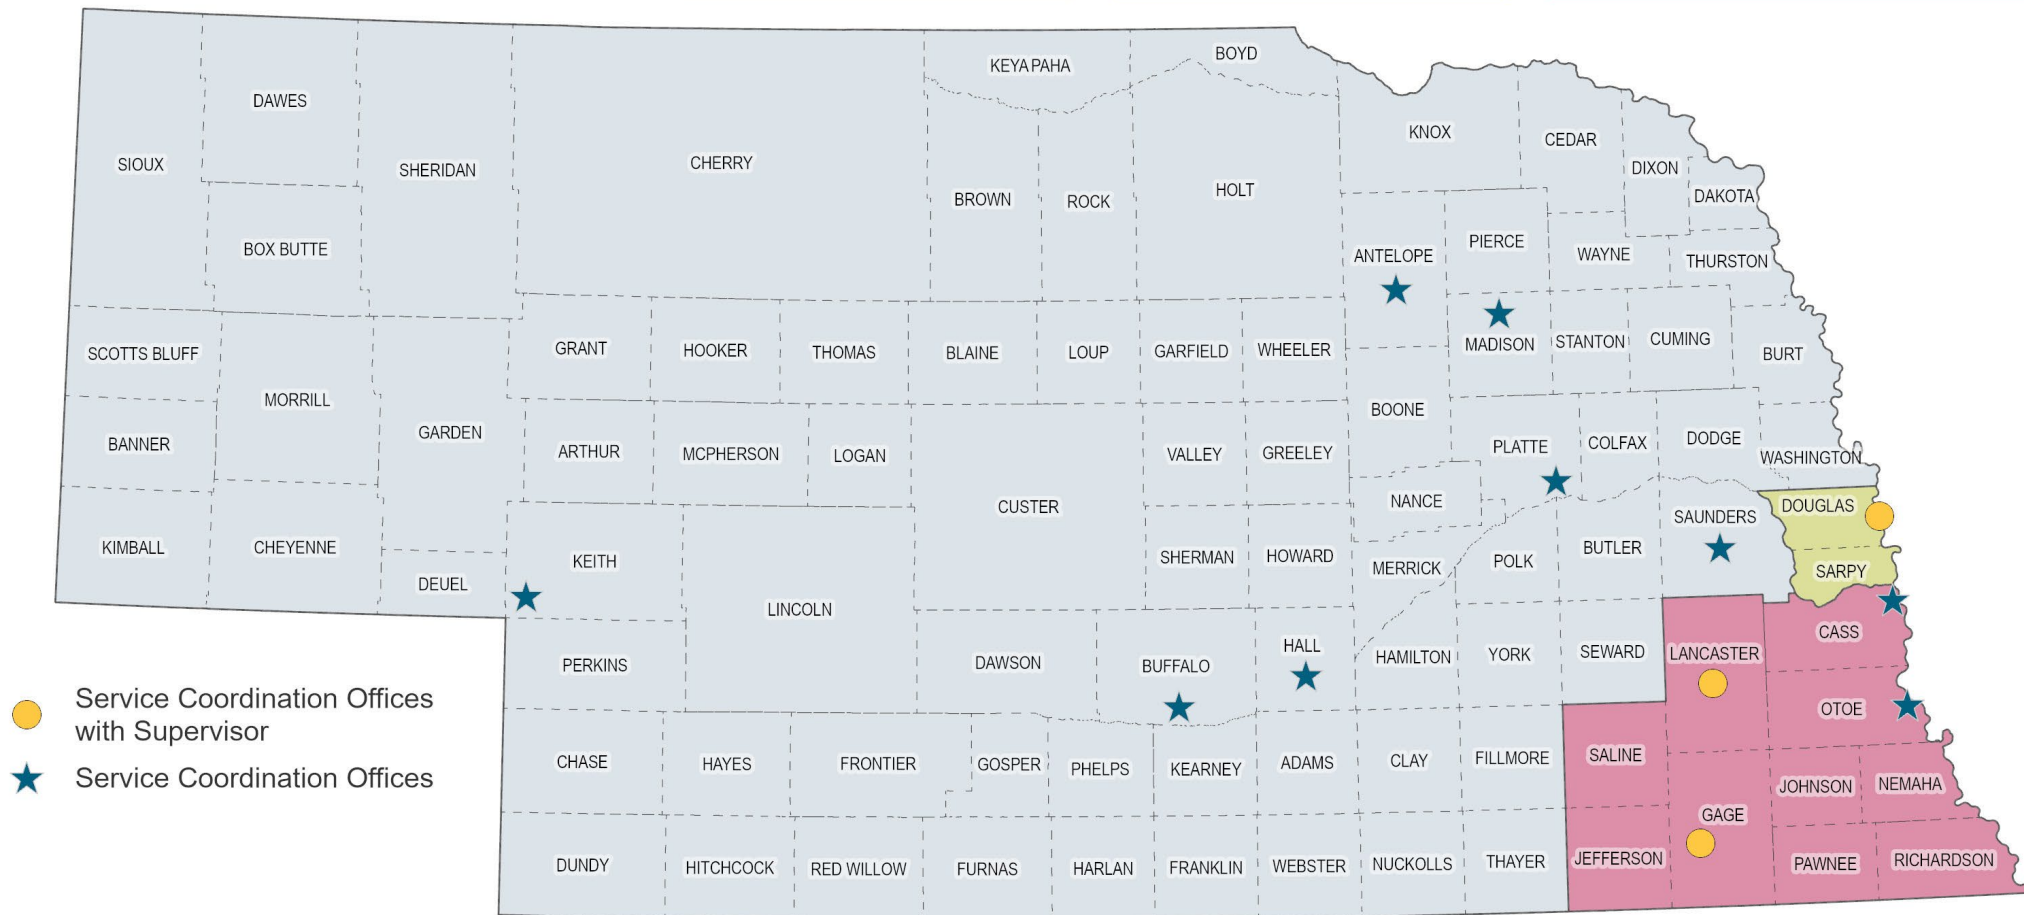 BOYD
KEYA PAHA
DAWES
KNOX
CEDAR
SIOUX
SHERIDAN
CHERRY
DIXON
BROWN
ROCK
HOLT
DAKOTA
BOX BUTTE
PIERCE
ANTELOPE
WAYNE
THURSTON
SCOTTS BLUFF
GRANT
HOOKER
THOMAS
BLAINE
LOUP
GARFIELD
WHEELER
MADISON
STANTON
CUMING
BURT
MORRILL
BOONE
BANNER
GARDEN
ARTHUR
MCPHERSON
LOGAN
VALLEY
GREELEY
PLATTE
COLFAX
DODGE
WASHINGTON
CUSTER
NANCE
SAUNDERS
DOUGLAS
KIMBALL
CHEYENNE
DEUEL
KEITH
SHERMAN
HOWARD
MERRICK
POLK
BUTLER
SARPY
LINCOLN
CASS
PERKINS
DAWSON
BUFFALO
HALL
HAMILTON
YORK
SEWARD
LANCASTER
OTOE
Service Coordination Offices
with Supervisor
Service Coordination Offices
CHASE
HAYES
FRONTIER
GOSPER
PHELPS
KEARNEY
ADAMS
CLAY
FILLMORE
SALINE
JOHNSON
NEMAHA
GAGE
DUNDY
HITCHCOCK
RED WILLOW
FURNAS
HARLAN
FRANKLIN
WEBSTER
NUCKOLLS
THAYER
JEFFERSON
PAWNEE
RICHARDSON